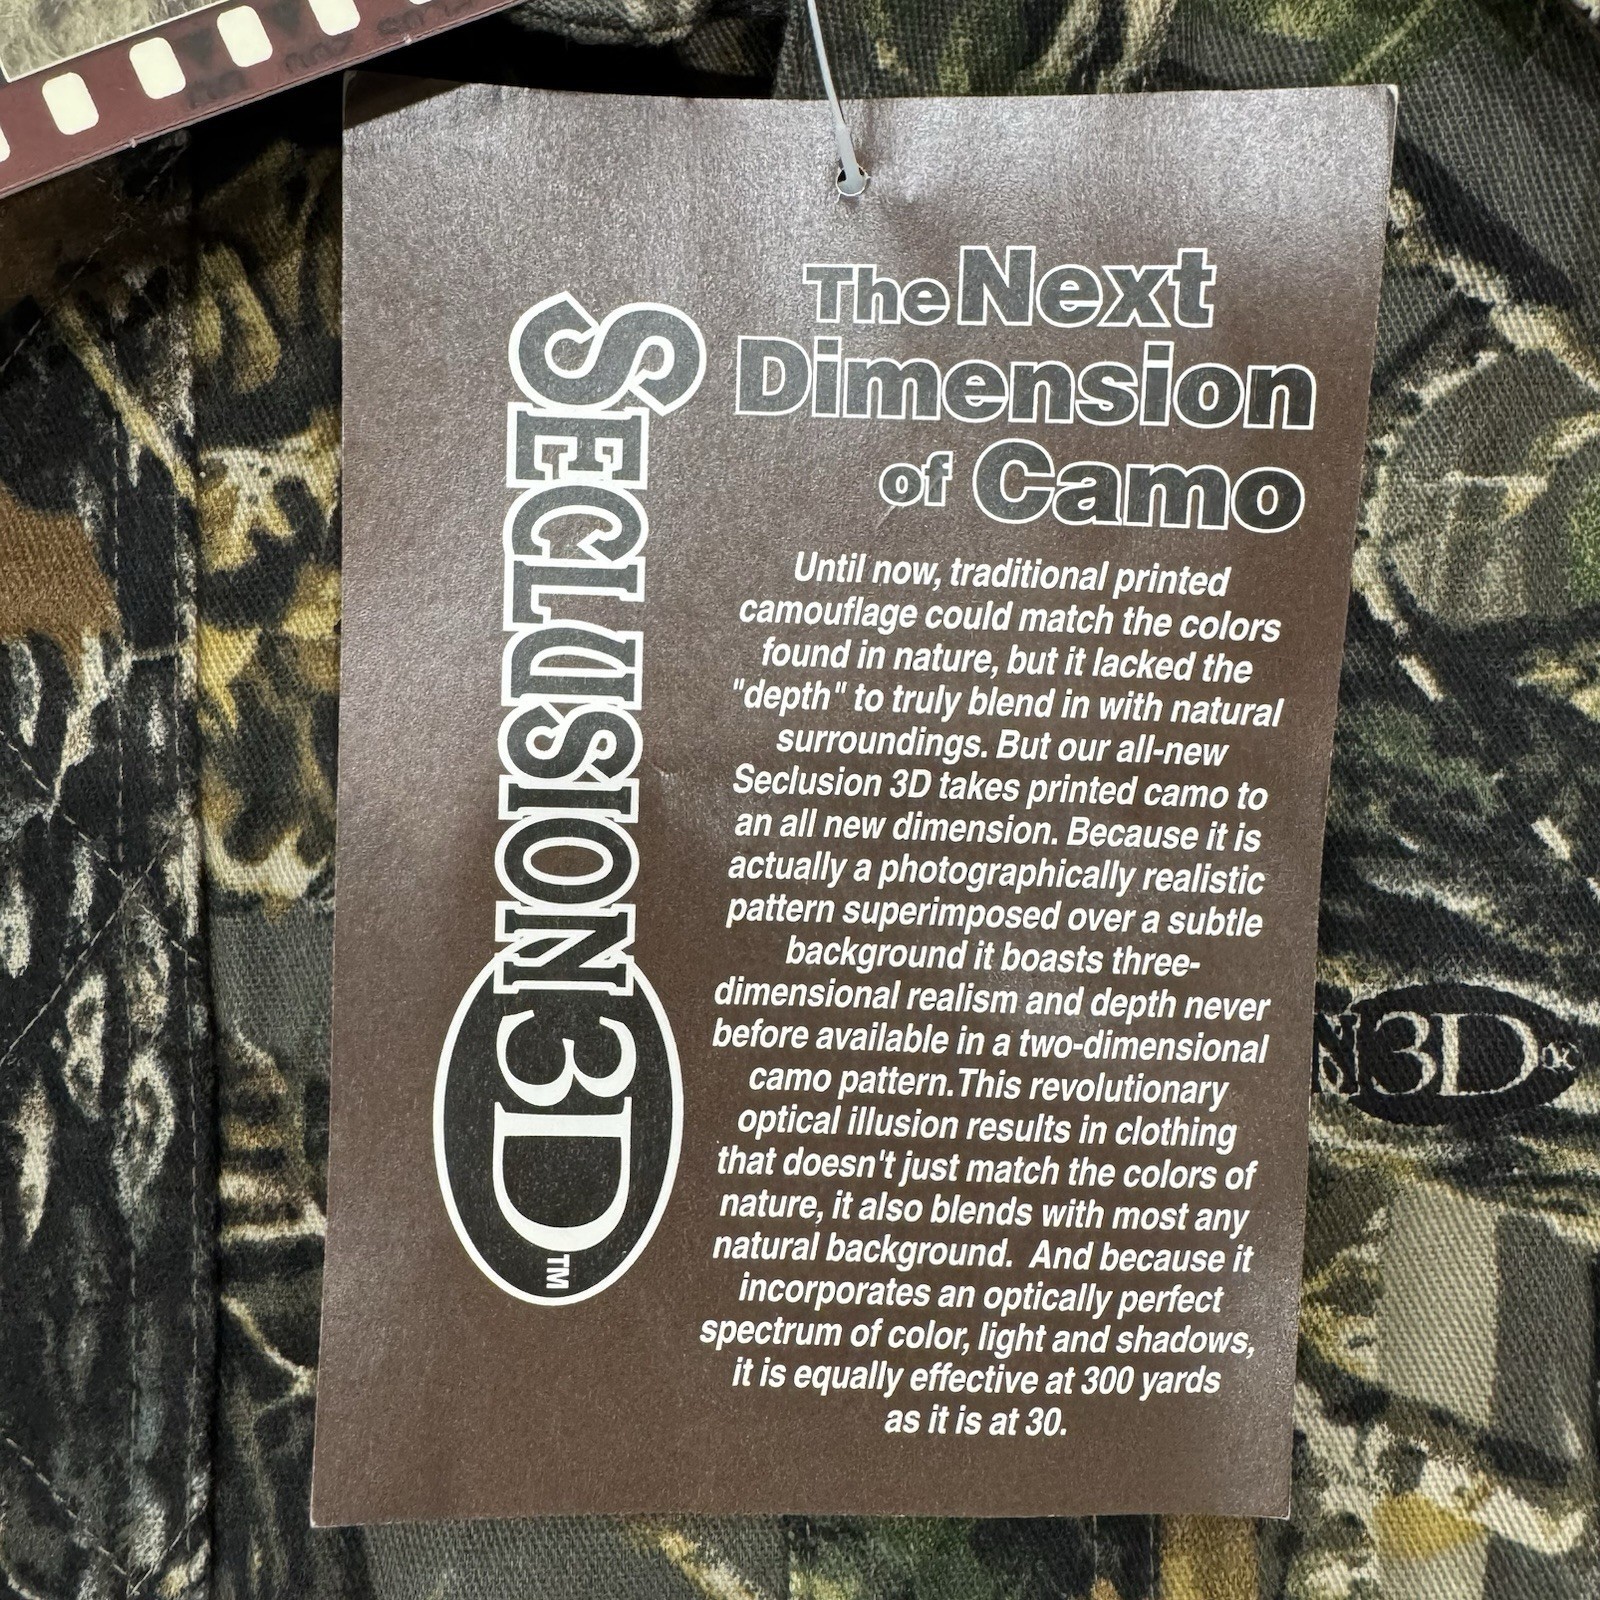 The Next
Dimension
of Camo
SECLUSION 3D™
Until now, traditional printed
camouflage could match the colors
found in nature, but it lacked the
"depth" to truly blend in with natural
surroundings. But our all-new
Seclusion 3D takes printed camo to
an all new dimension. Because it is
actually a photographically realistic
pattern superimposed over a subtle
background it boasts three-
dimensional realism and depth never
before available in a two-dimensional
camo pattern.This revolutionary
optical illusion results in clothing
that doesn't just match the colors of
nature, it also blends with most any
natural background.  And because it
incorporates an optically perfect
spectrum of color, light and shadows,
it is equally effective at 300 yards
as it is at 30.
N3D